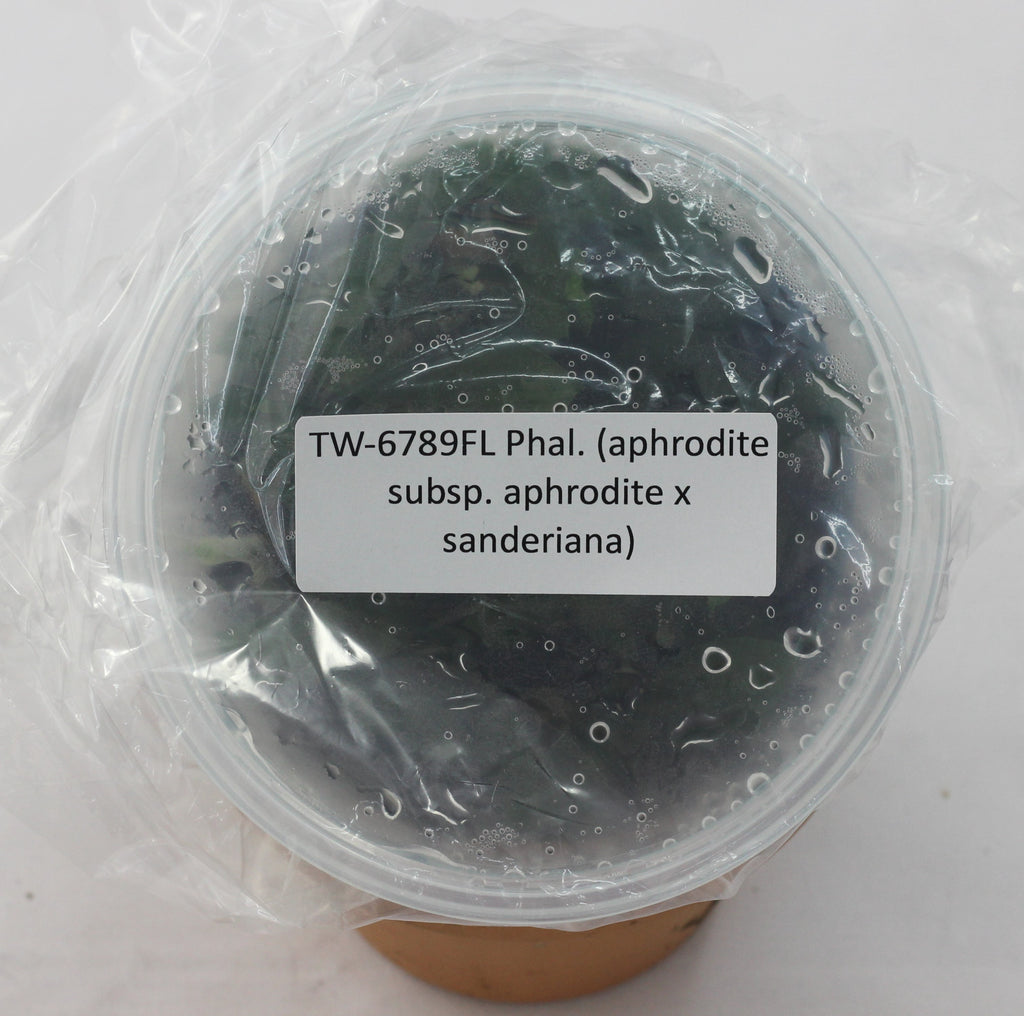 TW-6789FL Phal. (aphrodite
subsp. aphrodite x
sanderiana)